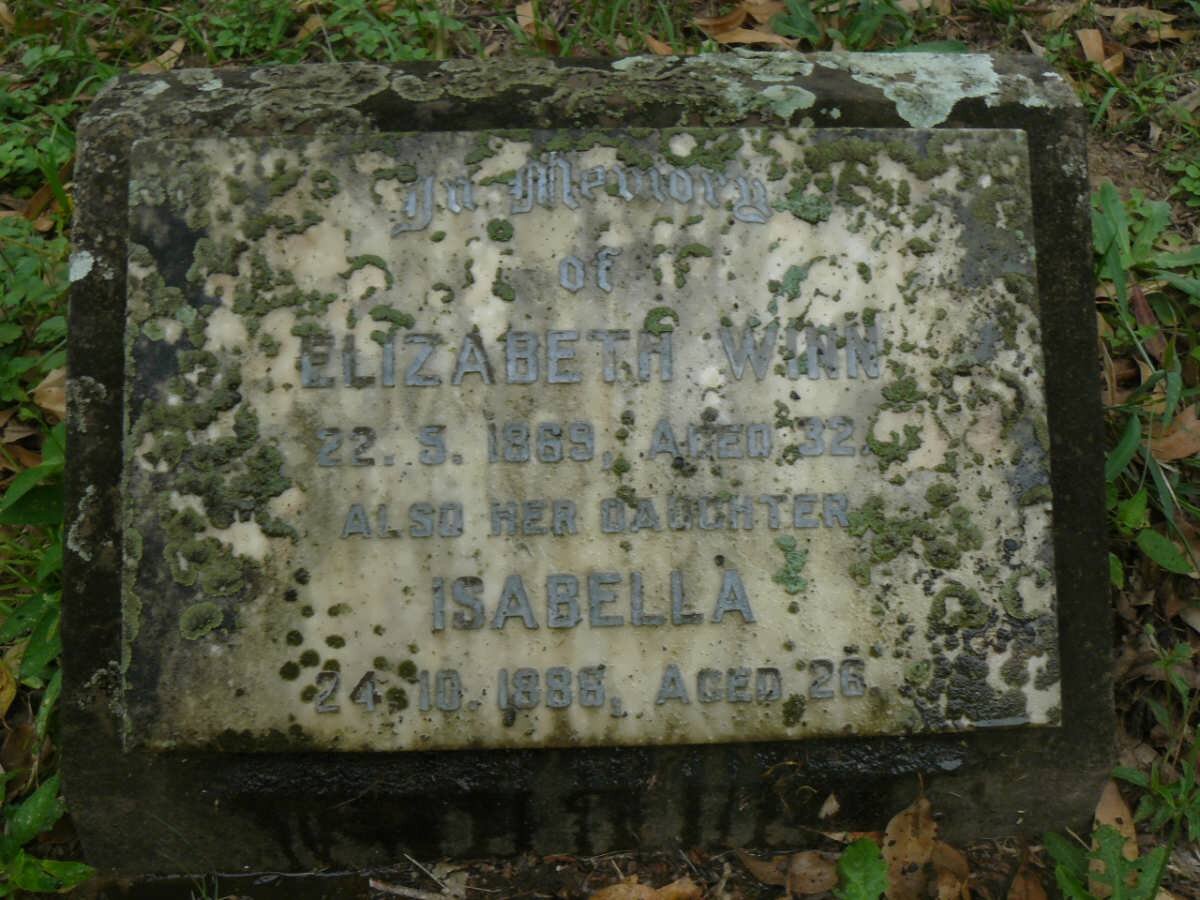 In Memory
of
ELIZABETH WINN
22. 5. 1869, AGED 32.
ALSO HER DAUGHTER
ISABELLA
24. 10. 1888, AGED 26.